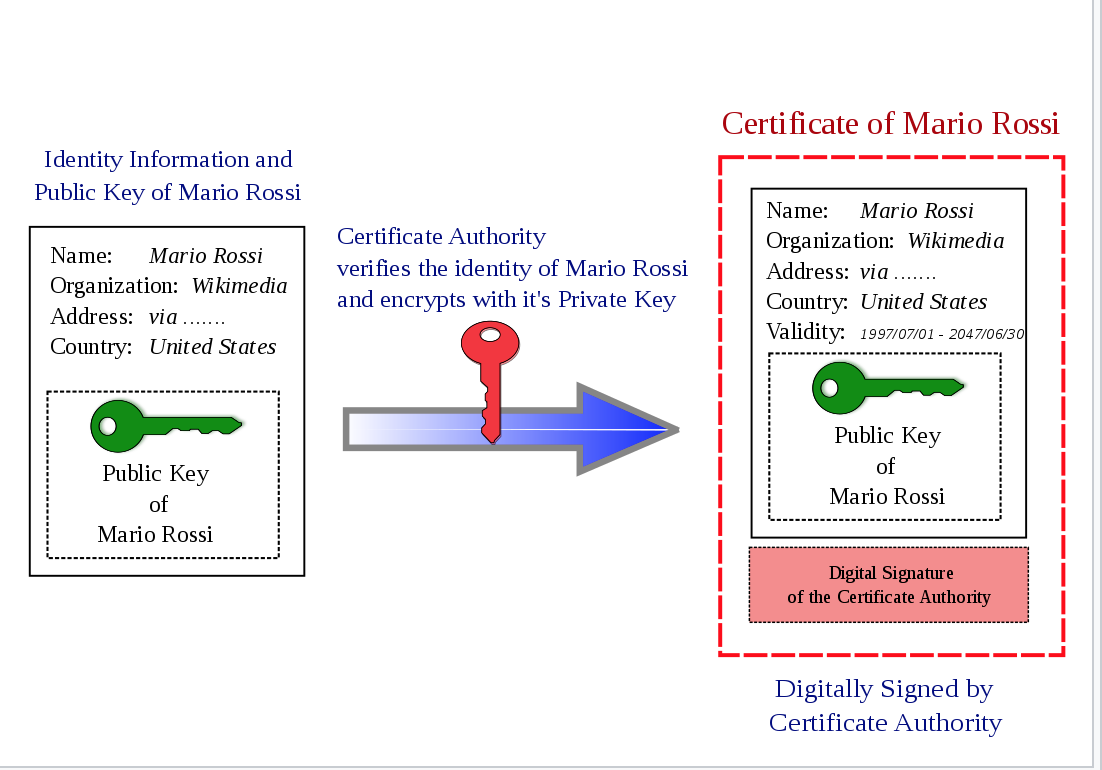 Identity Information and
Public Key of Mario Rossi
Name: Mario Rossi
Organization: Wikimedia
Address: via .......
Country: United States
Public Key
of
Mario Rossi
Certificate Authority
verifies the identity of Mario Rossi
and encrypts with it's Private Key
Certificate of Mario Rossi
Name: Mario Rossi
Organization: Wikimedia
Address: via .......
Country: United States
Validity: 1997/07/01 - 2047/06/30
Public Key
of
Mario Rossi
Digital Signature
of the Certificate Authority
Digitally Signed by
Certificate Authority